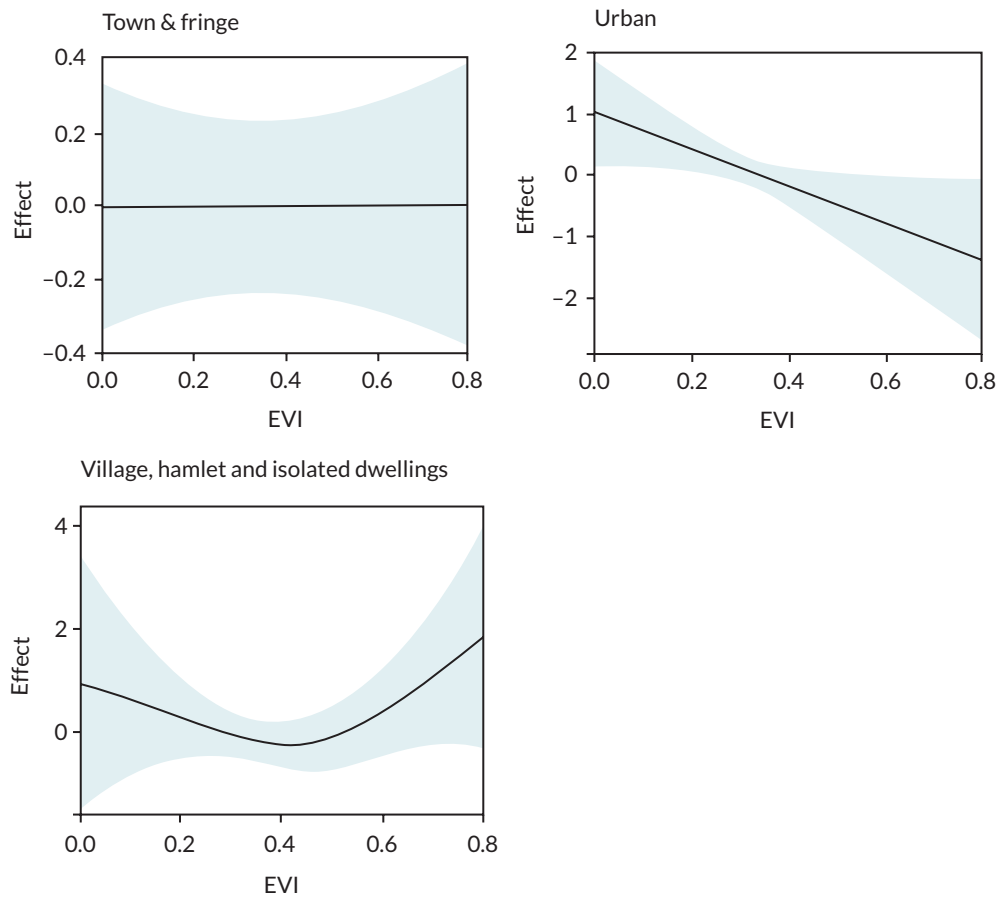 Town & fringe
0.4
0.2
0.0
–0.2
–0.4
Effect
0.0 0.2 0.4 0.6 0.8
EVI
Urban
2
1
0
–1
–2
Effect
0.0 0.2 0.4 0.6 0.8
EVI
Village, hamlet and isolated dwellings
4
2
0
Effect
0.0 0.2 0.4 0.6 0.8
EVI